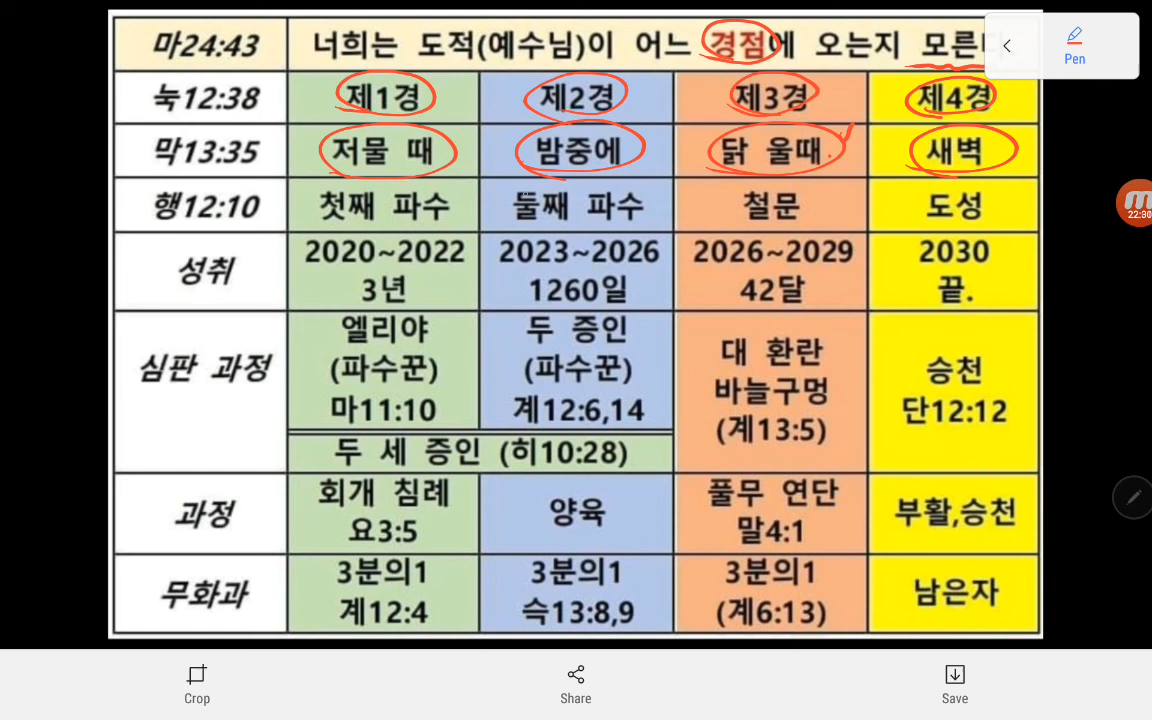 마24:43 너희는 도적(예수님)이 어느 경점에 오는지 모른
Pen
눅12:38 제1경 제2경 제3경 제4경
막13:35 저물 때 밤중에 닭 울때. 새벽
행12:10 첫째 파수 둘째 파수 철문 도성
성취 2020~2022 3년 2023~2026 1260일 2026~2029 42달 2030 끝.
심판 과정
엘리야
(파수꾼)
마11:10
두 증인
(파수꾼)
계12:6,14
두 세 증인 (히10:28)
대 환란
바늘구멍
(계13:5)
승천
단12:12
과정
회개 침례
요3:5
양육
풀무 연단
말4:1
부활,승천
무화과
3분의1
계12:4
3분의1
슥13:8,9
3분의1
(계6:13)
남은자
22:30
Crop
Share
Save